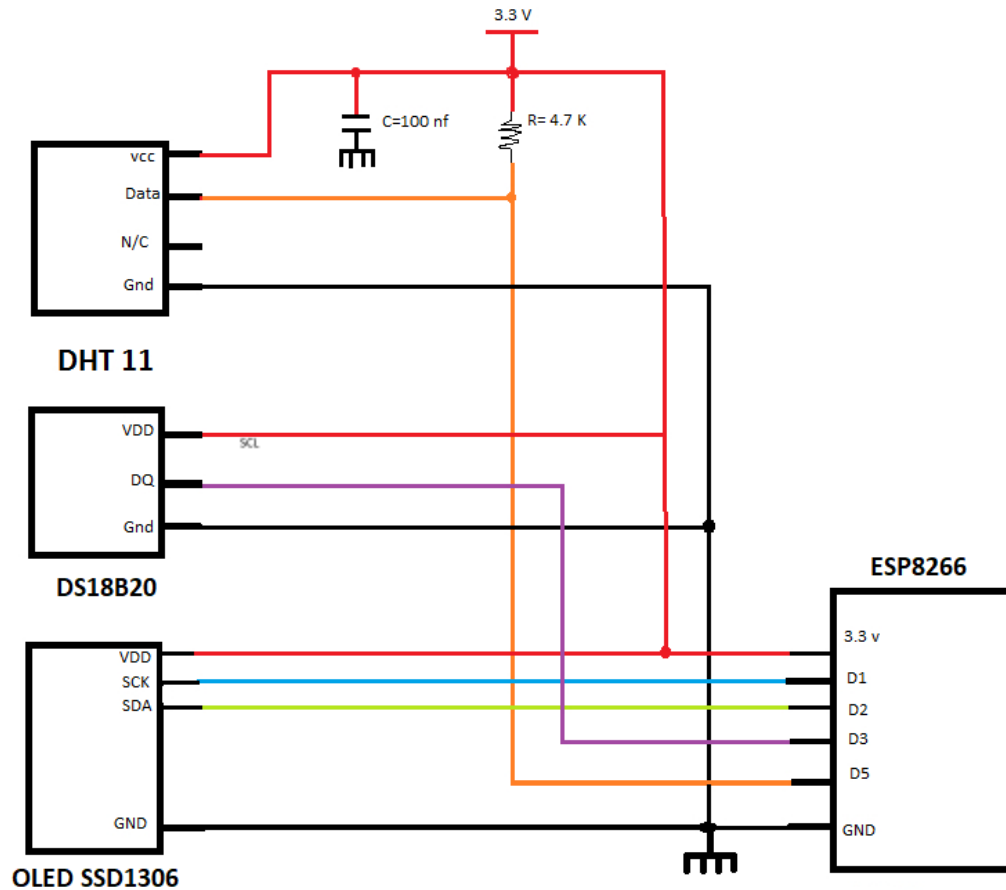 3.3 V
C=100 nf
R= 4.7 K
vcc
Data
N/C
Gnd
DHT 11
VDD
SCL
DQ
Gnd
DS18B20
ESP8266
VDD
SCK
SDA
GND
OLED SSD1306
3.3 v
D1
D2
D3
D5
GND